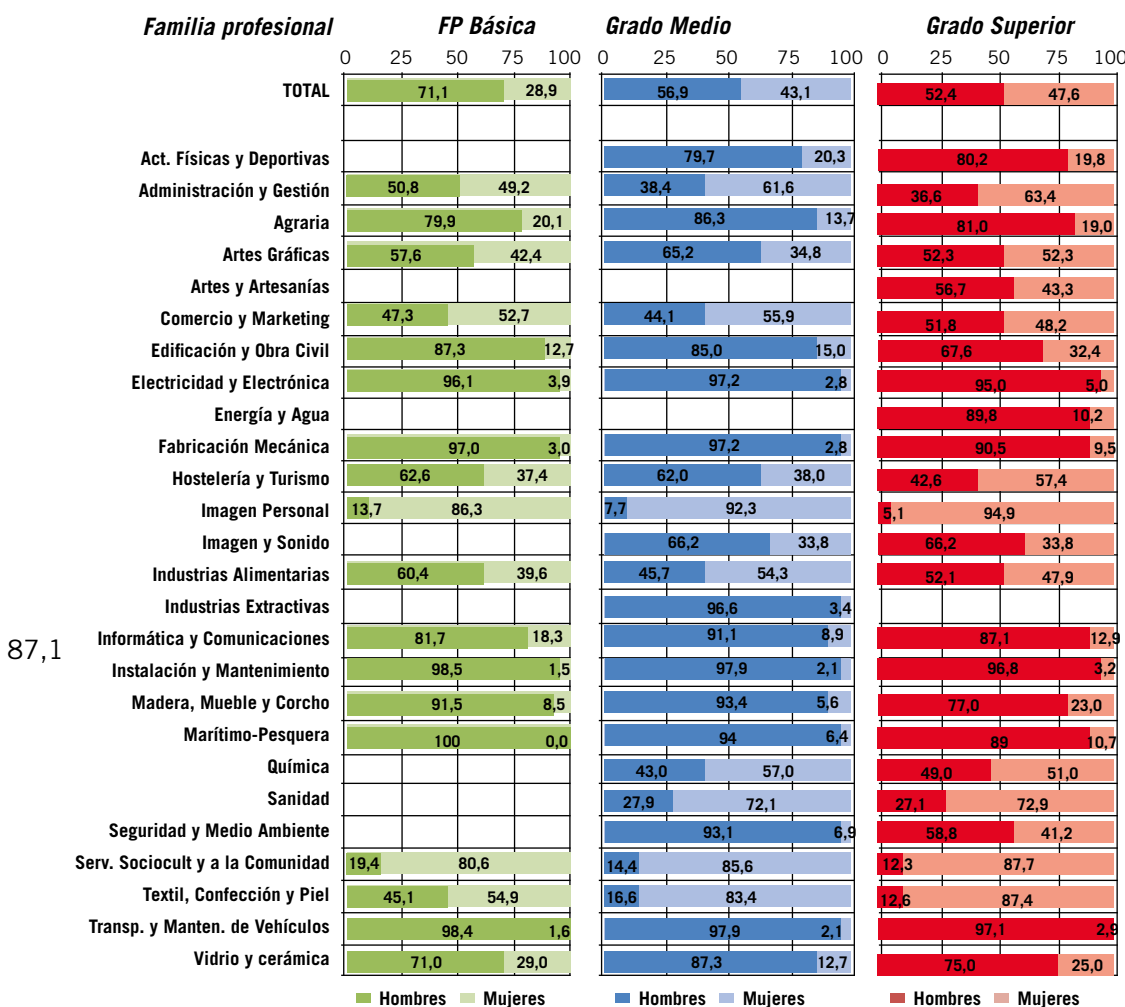 Familia profesional FP Básica Grado Medio Grado Superior
0 25 50 75 100 0 25 50 75 100 0 25 50 75 100
TOTAL 71,1 28,9 56,9 43,1 52,4 47,6
Act. Físicas y Deportivas 79,7 20,3 80,2 19,8
Administración y Gestión 50,8 49,2 38,4 61,6 36,6 63,4
Agraria 79,9 20,1 86,3 13,7 81,0 19,0
Artes Gráficas 57,6 42,4 65,2 34,8 52,3 52,3
Artes y Artesanías 56,7 43,3
Comercio y Marketing 47,3 52,7 44,1 55,9 51,8 48,2
Edificación y Obra Civil 87,3 12,7 85,0 15,0 67,6 32,4
Electricidad y Electrónica 96,1 3,9 97,2 2,8 95,0 5,0
Energía y Agua 89,8 10,2
Fabricación Mecánica 97,0 3,0 97,2 2,8 90,5 9,5
Hostelería y Turismo 62,6 37,4 62,0 38,0 42,6 57,4
Imagen Personal 13,7 86,3 7,7 92,3 5,1 94,9
Imagen y Sonido 66,2 33,8 66,2 33,8
Industrias Alimentarias 60,4 39,6 45,7 54,3 52,1 47,9
Industrias Extractivas 96,6 3,4
87,1 Informática y Comunicaciones 81,7 18,3 91,1 8,9 87,1 12,9
Instalación y Mantenimiento 98,5 1,5 97,9 2,1 96,8 3,2
Madera, Mueble y Corcho 91,5 8,5 93,4 5,6 77,0 23,0
Marítimo-Pesquera 100 0,0 94 6,4 89 10,7
Química 43,0 57,0 49,0 51,0
Sanidad 27,9 72,1 27,1 72,9
Seguridad y Medio Ambiente 93,1 6,9 58,8 41,2
Serv. Sociocult y a la Comunidad 19,4 80,6 14,4 85,6 12,3 87,7
Textil, Confección y Piel 45,1 54,9 16,6 83,4 12,6 87,4
Transp. y Manten. de Vehículos 98,4 1,6 97,9 2,1 97,1 2,9
Vidrio y cerámica 71,0 29,0 87,3 12,7 75,0 25,0
Hombres Mujeres Hombres Mujeres Hombres Mujeres